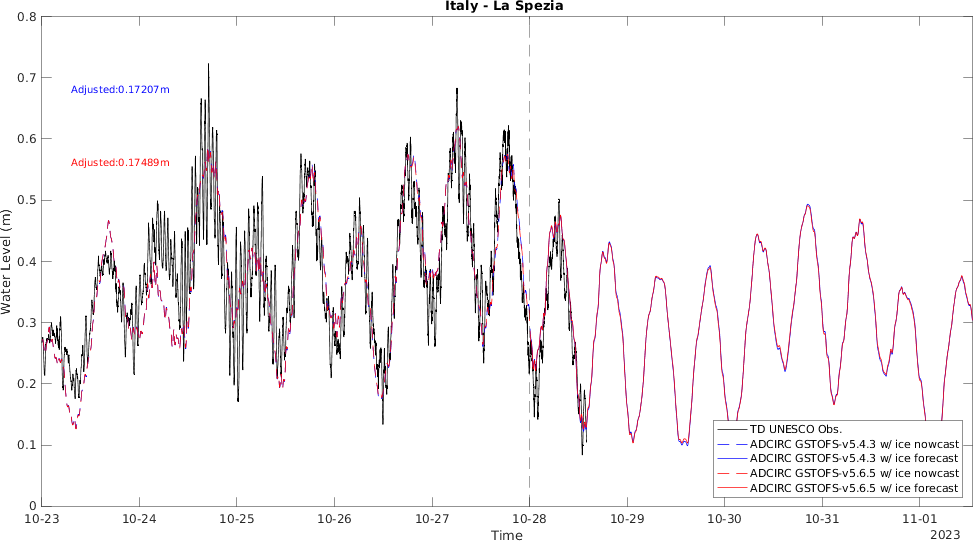 Italy - La Spezia
0.8
0.7
0.6
0.5
0.4
0.3
0.2
0.1
0
Water Level (m)
Adjusted:0.17207m
Adjusted:0.17489m
TD UNESCO Obs.
ADCIRC GSTOFS-v5.4.3 w/ ice nowcast
ADCIRC GSTOFS-v5.4.3 w/ ice forecast
ADCIRC GSTOFS-v5.6.5 w/ ice nowcast
ADCIRC GSTOFS-v5.6.5 w/ ice forecast
10-23 10-24 10-25 10-26 10-27 10-28 10-29 10-30 10-31 11-01
Time
2023